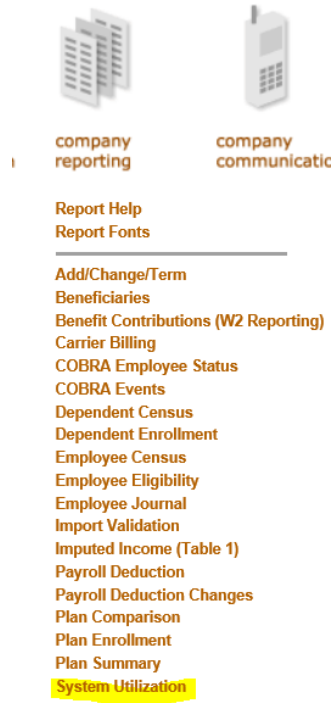 company
reporting
company
communicatio
Report Help
Report Fonts
Add/Change/Term
Beneficiaries
Benefit Contributions (W2 Reporting)
Carrier Billing
COBRA Employee Status
COBRA Events
Dependent Census
Dependent Enrollment
Employee Census
Employee Eligibility
Employee Journal
Import Validation
Imputed Income (Table 1)
Payroll Deduction
Payroll Deduction Changes
Plan Comparison
Plan Enrollment
Plan Summary
System Utilization